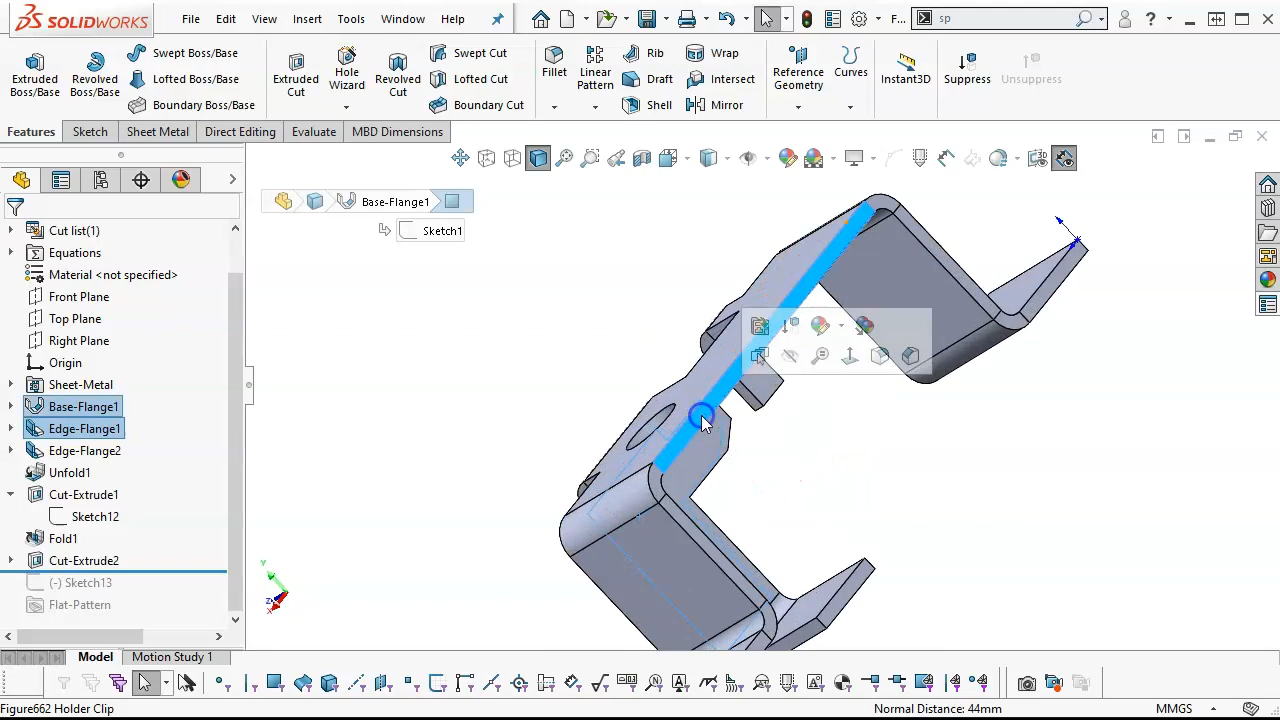 SOLIDWORKS File Edit View Insert Tools Window Help F... sp
Extruded Boss/Base
Revolved Boss/Base
Swept Boss/Base
Lofted Boss/Base
Boundary Boss/Base
Extruded Cut
Hole Wizard
Revolved Cut
Swept Cut
Lofted Cut
Boundary Cut
Fillet
Linear Pattern
Rib
Draft
Shell
Wrap
Intersect
Mirror
Reference Geometry
Curves
Instant3D
Suppress
Unsuppress
Features Sketch Sheet Metal Direct Editing Evaluate MBD Dimensions
Base-Flange1
Sketch1
Cut list(1)
Equations
Material <not specified>
Front Plane
Top Plane
Right Plane
Origin
Sheet-Metal
Base-Flange1
Edge-Flange1
Edge-Flange2
Unfold1
Cut-Extrude1
Sketch12
Fold1
Cut-Extrude2
(-) Sketch13
Flat-Pattern
Y
Z
X
Model Motion Study 1
Figure662 Holder Clip Normal Distance: 44mm MMGS